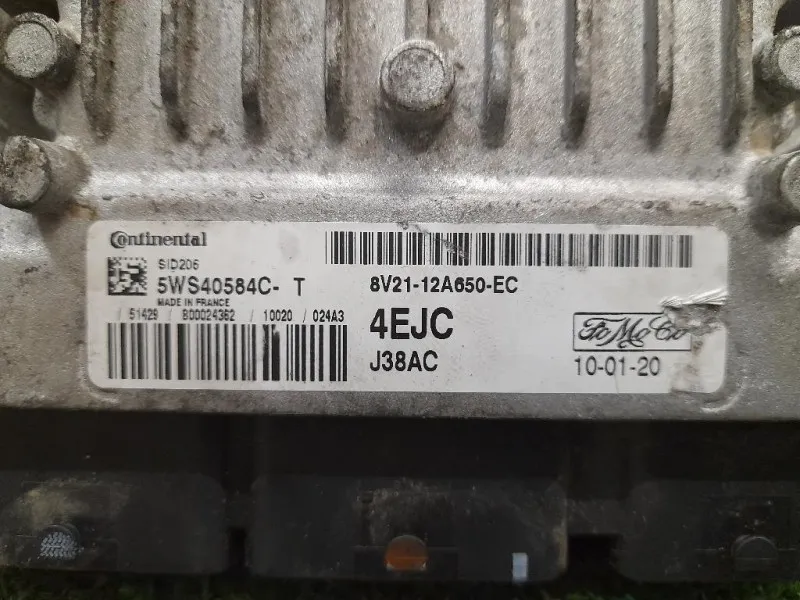 Continental
SID206
5WS40584C- T
MADE IN FRANCE
/ 51429 / B00024362 / 10020 / 024A3
8V21-12A650-EC
4EJC
J38AC
FoMoCo
10-01-20